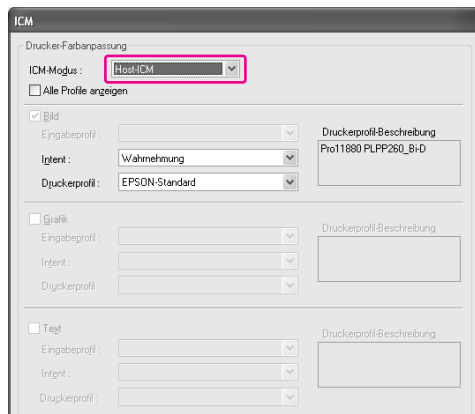 ICM
Drucker-Farbanpassung
ICM-Modus : Host-ICM
Alle Profile anzeigen
Bild
Eingabeprofil :
Druckerprofil-Beschreibung
Pro11880 PLPP260_Bi-D
Intent : Wahrnehmung
Druckerprofil : EPSON-Standard
Grafik
Eingabeprofil :
Druckerprofil-Beschreibung
Intent :
Druckerprofil :
Text
Eingabeprofil :
Druckerprofil-Beschreibung
Intent :
Druckerprofil :